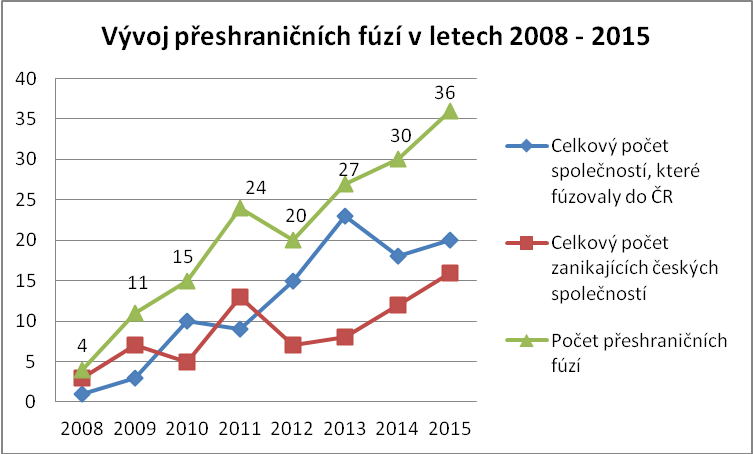 Vývoj přeshraničních fúzí v letech 2008 - 2015
40
35
30
25
20
15
10
5
0
4
11
15
24
20
27
30
36
2008 2009 2010 2011 2012 2013 2014 2015
Celkový počet
společností, které
fúzovaly do ČR
Celkový počet
zanikajících českých
společností
Počet přeshraničních
fúzí